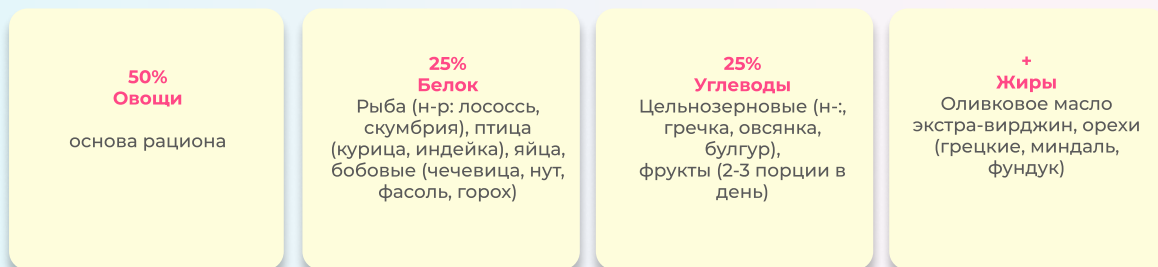 50%
Овощи
основа рациона
25%
Белок
Рыба (н-р: лососсь,
скумбрия), птица
(курица, индейка), яйца,
бобовые (чечевица, нут,
фасоль, горох)
25%
Углеводы
Цельнозерновые (н-:,
гречка, овсянка,
булгур),
фрукты (2-3 порции в
день)
+
Жиры
Оливковое масло
экстра-вирджин, орехи
(грецкие, миндаль,
фундук)